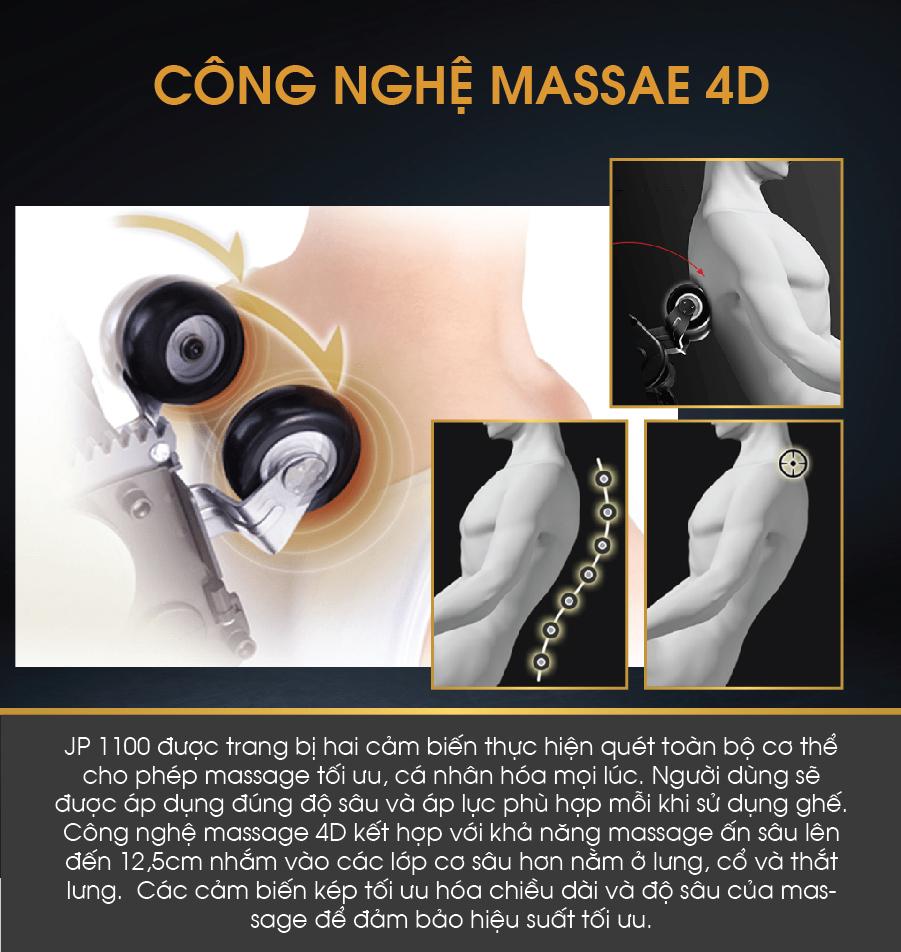 CÔNG NGHỆ MASSAE 4D
JP 1100 được trang bị hai cảm biến thực hiện quét toàn bộ cơ thể
cho phép massage tối ưu, cá nhân hóa mọi lúc. Người dùng sẽ
được áp dụng đúng độ sâu và áp lực phù hợp mỗi khi sử dụng ghế.
Công nghệ massage 4D kết hợp với khả năng massage ấn sâu lên
đến 12,5cm nhắm vào các lớp cơ sâu hơn nằm ở lưng, cổ và thắt
lưng. Các cảm biến kép tối ưu hóa chiều dài và độ sâu của mas-
sage để đảm bảo hiệu suất tối ưu.